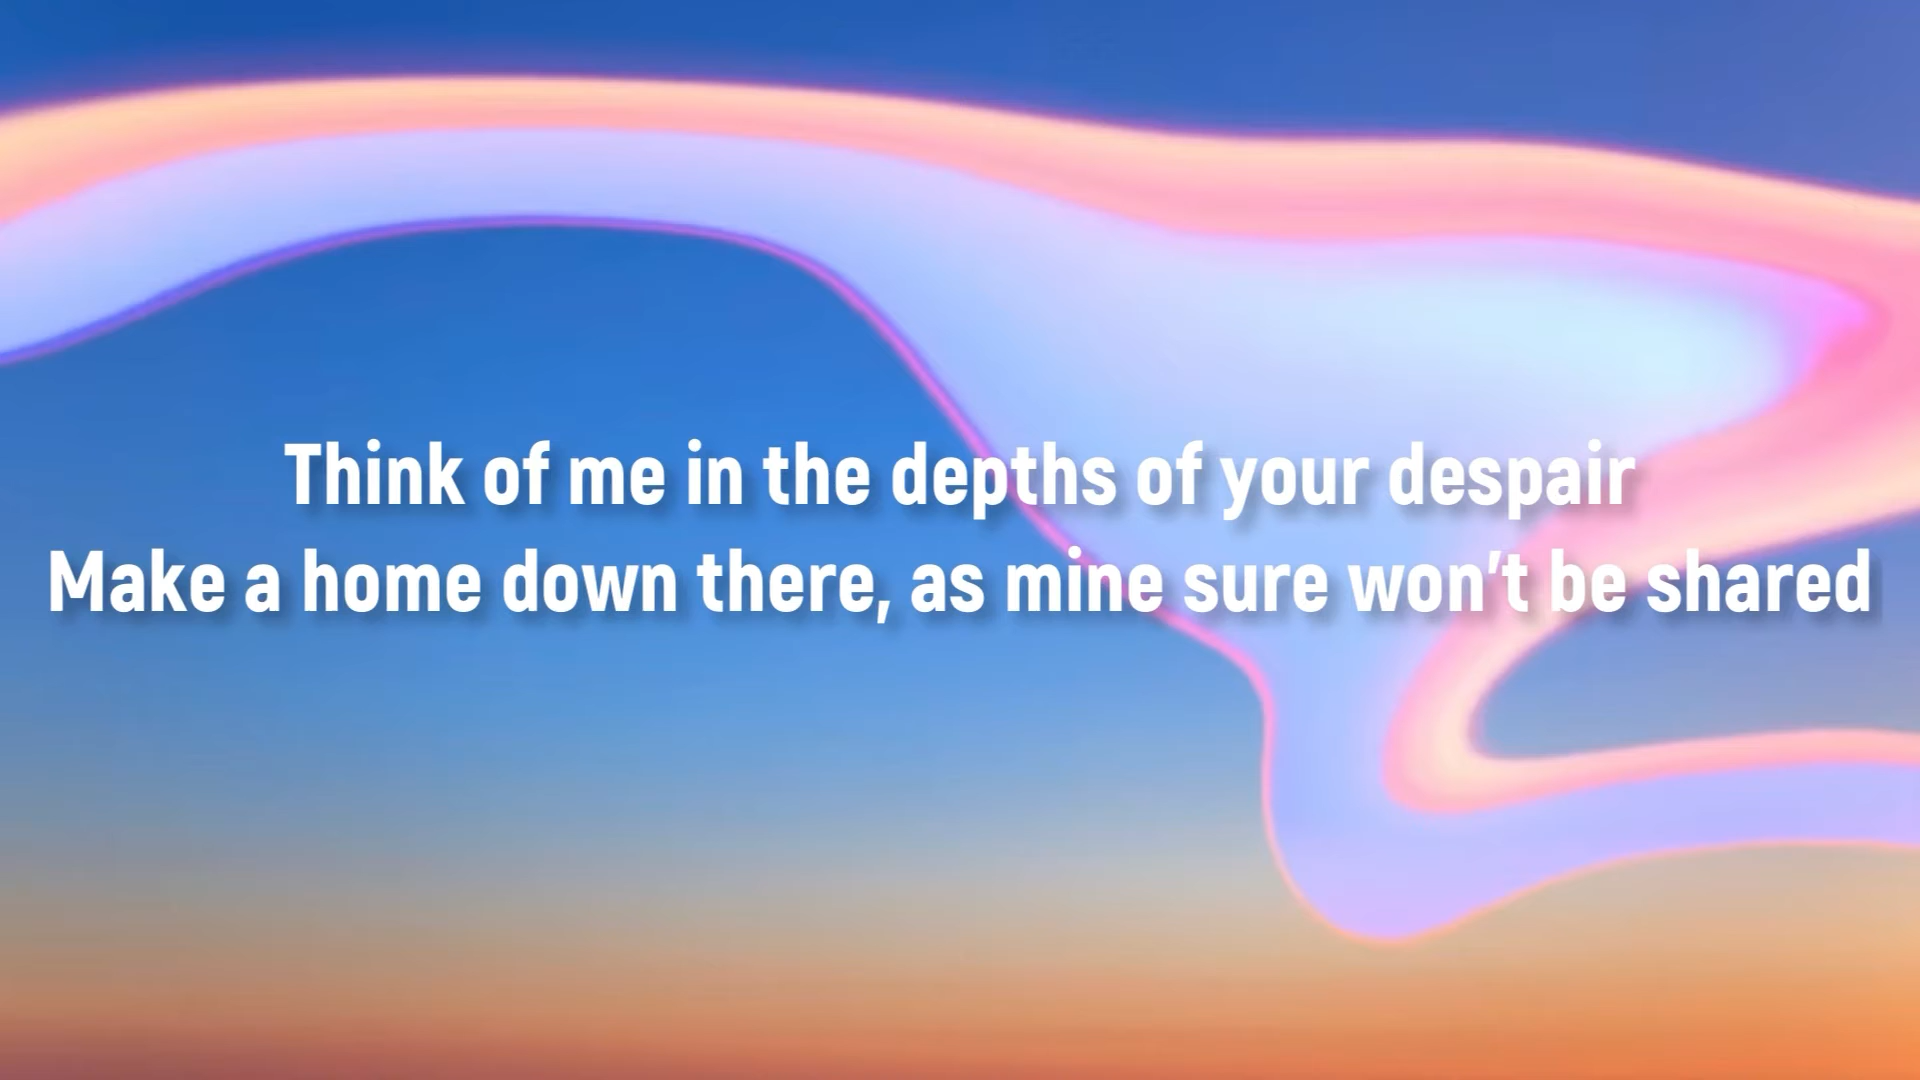 Think of me in the depths of your despair
Make a home down there, as mine sure won't be shared